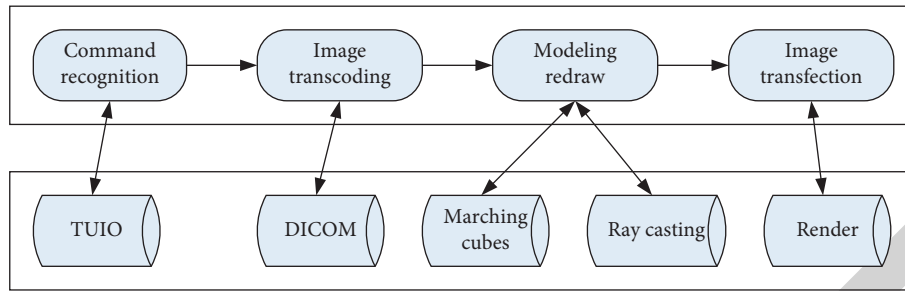 Command
recognition
Image
transcoding
Modeling
redraw
Image
transfection
TUIO
DICOM
Marching
cubes
Ray casting
Render